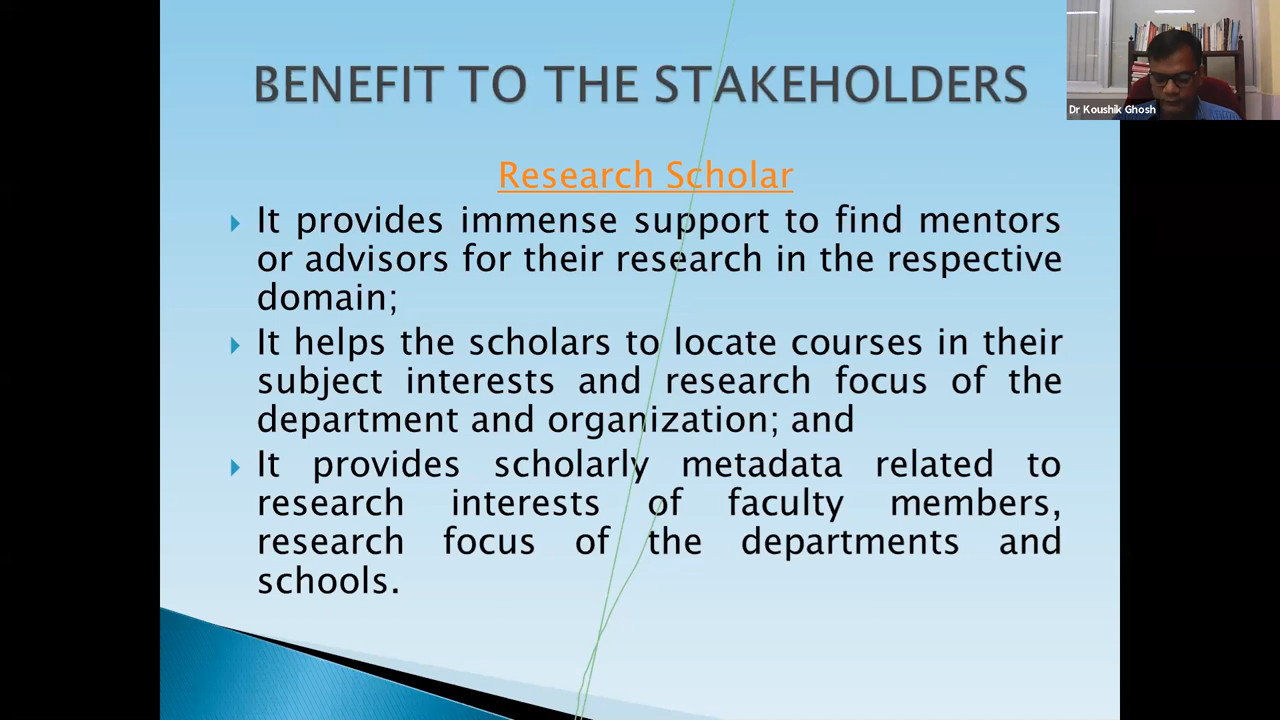 BENEFIT TO THE STAKEHOLDERS
Dr Koushik Ghosh
Research Scholar
It provides immense support to find mentors
or advisors for their research in the respective
domain;
It helps the scholars to locate courses in their
subject interests and research focus of the
department and organization; and
It provides scholarly metadata related to
research interests of faculty members,
research focus of the departments and
schools.